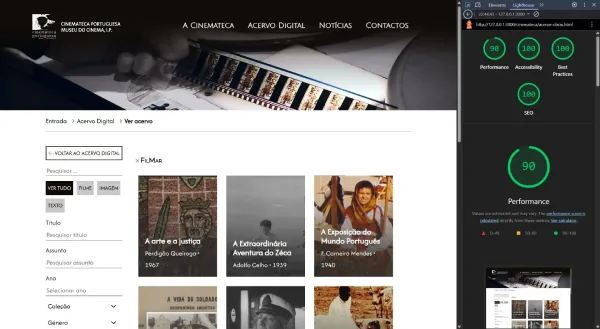 cinemateca
portuguesa
CINEMATECA PORTUGUESA
MUSEU DO CINEMA, I.P.
A CINEMATECA
ACERVO DIGITAL
NOTÍCIAS
CONTACTOS
Entrada > Acervo Digital > Ver acervo
←VOLTAR AO ACERVO DIGITAL
Pesquisar ...
VER TUDO
FILME
IMAGEM
TEXTO
Título
Pesquisar título
Assunto
Pesquisar assunto
Ano
Selecionar ano
Coleção
Género
× FILMAR
A arte e a justiça
Perdigão Queiroga •
1967
A Extraordinária
Aventura do Zéca
Adolfo Coelho • 1939
A Exposição do
Mundo Português
F. Carneiro Mendes •
1940
A VIDA DO SOLDADO
Elements
Lighthouse
90
Performance
100
Accessibility
100
Best
Practices
100
SEO
90
Performance
Values are estimated and may vary. The performance score is
calculated directly from these metrics. See calculator.
0-49
50-89
90-100